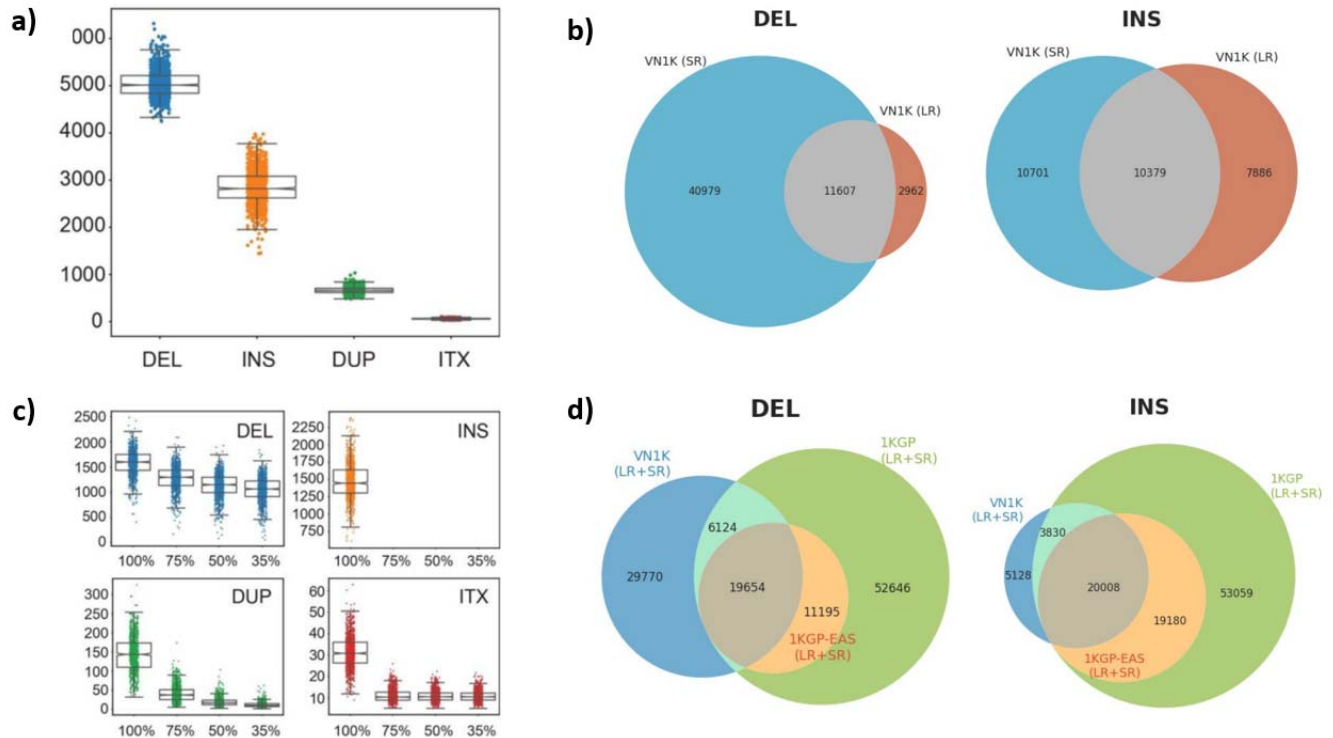 a)
000
5000
4000
3000
2000
1000
0
DEL INS DUP ITX
b)
DEL
VN1K (SR)
VN1K (LR)
40979 11607 2962
INS
VN1K (SR)
VN1K (LR)
10701 10379 7886
c)
DEL
2500
2000
1500
1000
500
0
100% 75% 50% 35%
INS
2250
2000
1750
1500
1250
1000
750
100% 75% 50% 35%
DUP
300
250
200
150
100
50
0
100% 75% 50% 35%
ITX
60
50
40
30
20
10
100% 75% 50% 35%
d)
DEL
1KGP
(LR+SR)
VN1K
(LR+SR)
6124
29770 19654 52646
11195
1KGP-EAS
(LR+SR)
INS
1KGP
(LR+SR)
VN1K
(LR+SR)
3830
5128 20008 53059
19180
1KGP-EAS
(LR+SR)